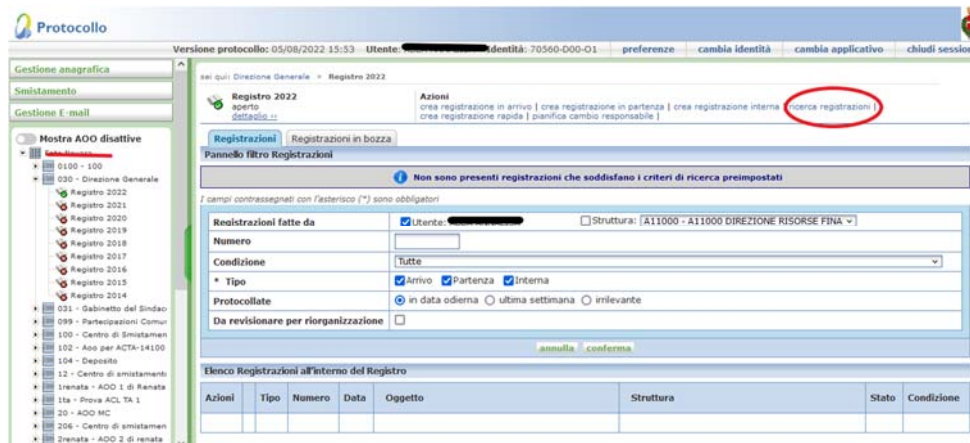 Protocollo
Versione protocollo: 05/08/2022 15:53 Utente: Identità: 70560-D00-O1 preferenze cambia identità cambia applicativo chiudi session
Gestione anagrafica
Smistamento
Gestione E-mail
Mostra AOO disattive
0100 - 100
030 - Direzione Generale
Registro 2022
Registro 2021
Registro 2020
Registro 2019
Registro 2018
Registro 2017
Registro 2016
Registro 2015
Registro 2014
031 - Gabinetto del Sindaco
099 - Partecipazioni Comun
100 - Centro di Smistamen
102 - Aoo per ACTA-14100
104 - Deposito
12 - Centro di smistamento
1renata - AOO 1 di Renata
1ta - Prova ACL TA 1
20 - AOO MC
206 - Centro di smistamen
2renata - AOO 2 di renata
sei qui: Direzione Generale » Registro 2022
Registro 2022
aperto
dettaglio ››
Azioni
crea registrazione in arrivo | crea registrazione in partenza | crea registrazione interna | ricerca registrazioni |
crea registrazione rapida | pianifica cambio responsabile |
Registrazioni Registrazioni in bozza
Pannello filtro Registrazioni
Non sono presenti registrazioni che soddisfano i criteri di ricerca preimpostati
I campi contrassegnati con l'asterisco (*) sono obbligatori
Registrazioni fatte da Utente: Struttura: A11000 - A11000 DIREZIONE RISORSE FINA
Numero
Condizione Tutte
* Tipo Arrivo Partenza Interna
Protocollate in data odierna ultima settimana irrilevante
Da revisionare per riorganizzazione
annulla conferma
Elenco Registrazioni all'interno del Registro
Azioni Tipo Numero Data Oggetto Struttura Stato Condizione